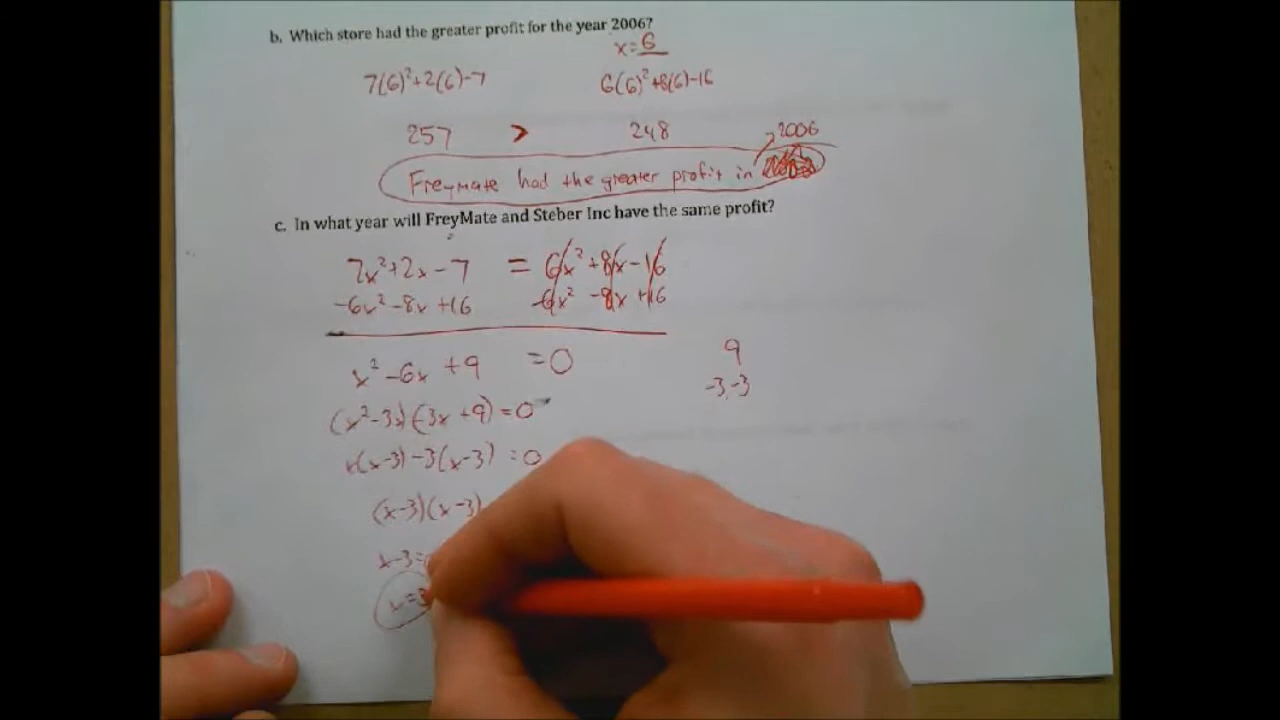 b. Which store had the greater profit for the year 2006?
x=6
7(6)²+2(6)-7 6(6)²+8(6)-16
257 > 248
2006
Freymate had the greater profit in
c. In what year will FreyMate and Steber Inc have the same profit?
7x²+2x-7 = 6x²+8x-16
-6x²-8x+16 -6x² -8x +16
x²-6x+9 =0
9
-3,-3
(x²-3x)(-3x+9)=0
x(x-3)-3(x-3) =0
(x-3)(x-3)
x-3=
x=3